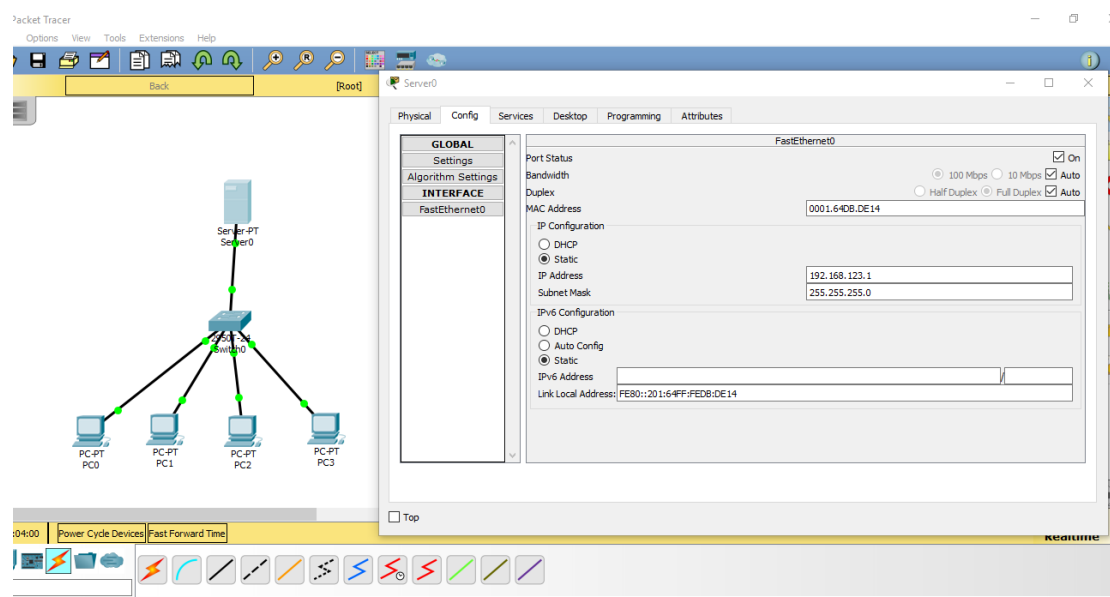 Packet Tracer
Options View Tools Extensions Help
Back [Root]
Server0
Physical Config Services Desktop Programming Attributes
GLOBAL
Settings
Algorithm Settings
INTERFACE
FastEthernet0
FastEthernet0
Port Status On
Bandwidth 100 Mbps 10 Mbps Auto
Duplex Half Duplex Full Duplex Auto
MAC Address 0001.64DB.DE14
IP Configuration
DHCP
Static
IP Address 192.168.123.1
Subnet Mask 255.255.255.0
IPv6 Configuration
DHCP
Auto Config
Static
IPv6 Address /
Link Local Address: FE80::201:64FF:FEDB:DE14
Top
Server-PT
Server0
2950T-24
Switch0
PC-PT
PC0
PC-PT
PC1
PC-PT
PC2
PC-PT
PC3
:04:00 Power Cycle Devices Fast Forward Time
Realtime